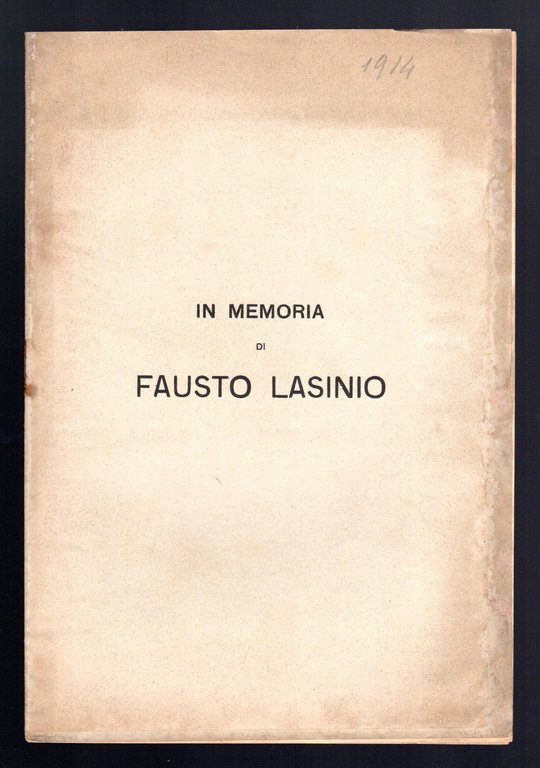 1914
IN MEMORIA
DI
FAUSTO LASINIO